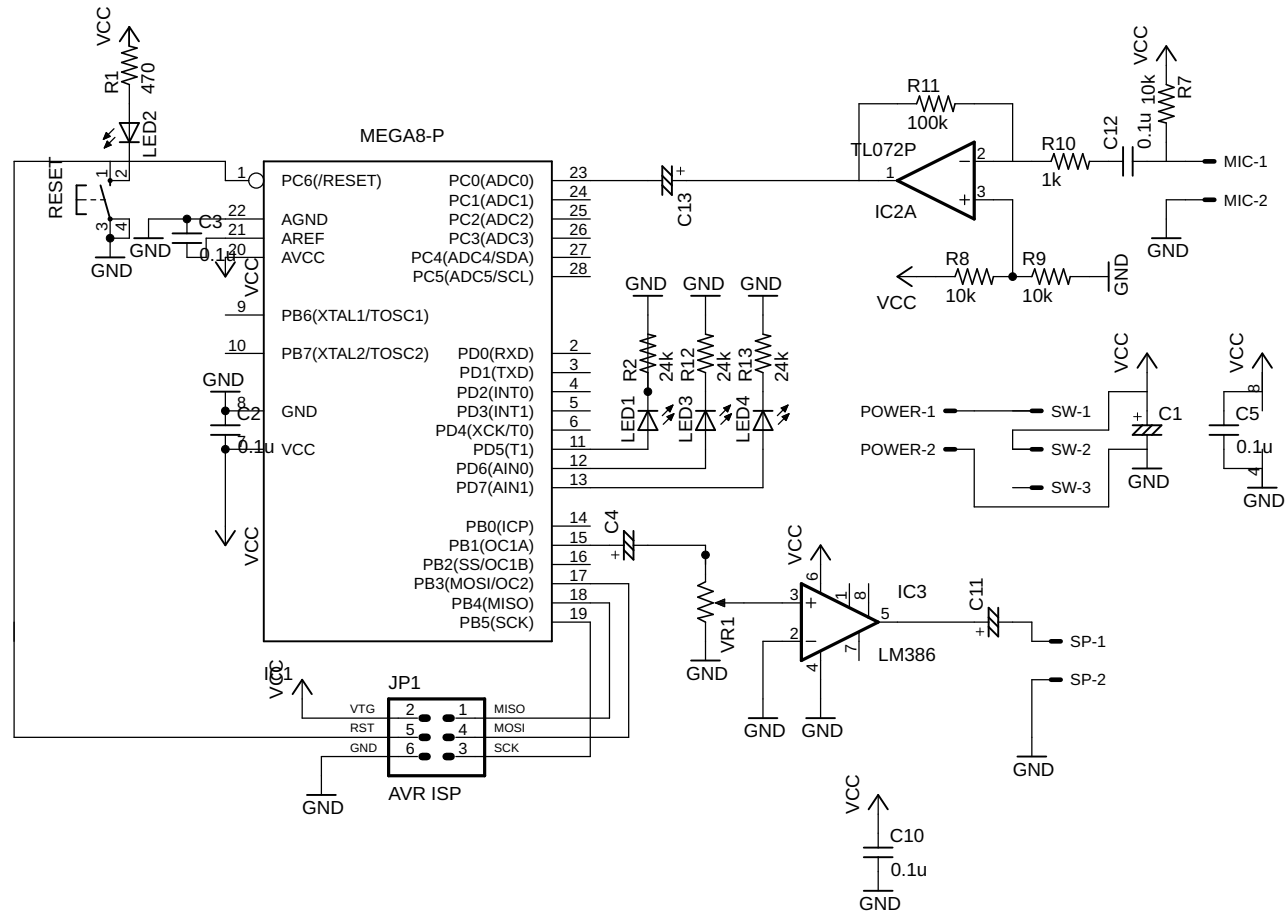 VCC
R1
470
LED2
RESET
1
2
3
4
GND
GND
C3
0.1u
VCC
MEGA8-P
1
PC6(/RESET)
22
AGND
21
AREF
20
AVCC
9
PB6(XTAL1/TOSC1)
10
PB7(XTAL2/TOSC2)
GND
8
GND
C2
0.1u
7
VCC
VCC
PC0(ADC0)
23
PC1(ADC1)
24
PC2(ADC2)
25
PC3(ADC3)
26
PC4(ADC4/SDA)
27
PC5(ADC5/SCL)
28
PD0(RXD)
2
PD1(TXD)
3
PD2(INT0)
4
PD3(INT1)
5
PD4(XCK/T0)
6
PD5(T1)
11
PD6(AIN0)
12
PD7(AIN1)
13
PB0(ICP)
14
PB1(OC1A)
15
PB2(SS/OC1B)
16
PB3(MOSI/OC2)
17
PB4(MISO)
18
PB5(SCK)
19
IC1
VCC
JP1
VTG
2
1
MISO
RST
5
4
MOSI
GND
6
3
SCK
AVR ISP
GND
C13
+
R11
100k
TL072P
1
2
3
−
+
IC2A
R10
1k
C12
0.1u
VCC
10k
R7
MIC-1
MIC-2
GND
VCC
R8
10k
R9
10k
GND
GND
GND
GND
R2
24k
R12
24k
R13
24k
LED1
LED3
LED4
POWER-1
POWER-2
SW-1
SW-2
SW-3
VCC
+
C1
GND
VCC
8
C5
0.1u
4
GND
C4
+
VR1
GND
VCC
6
3
+
2
−
4
1
8
7
5
IC3
LM386
GND
GND
C11
+
SP-1
SP-2
GND
VCC
C10
0.1u
GND